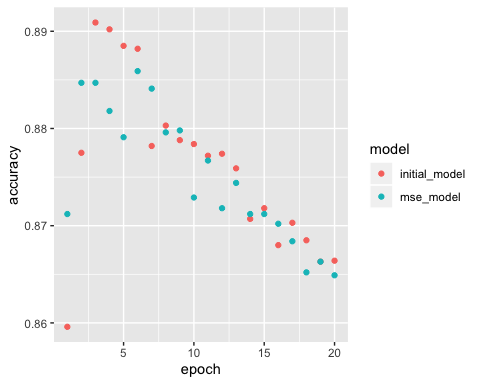 0.89
0.88
0.87
0.86
accuracy
5 10 15 20
epoch
model
initial_model
mse_model